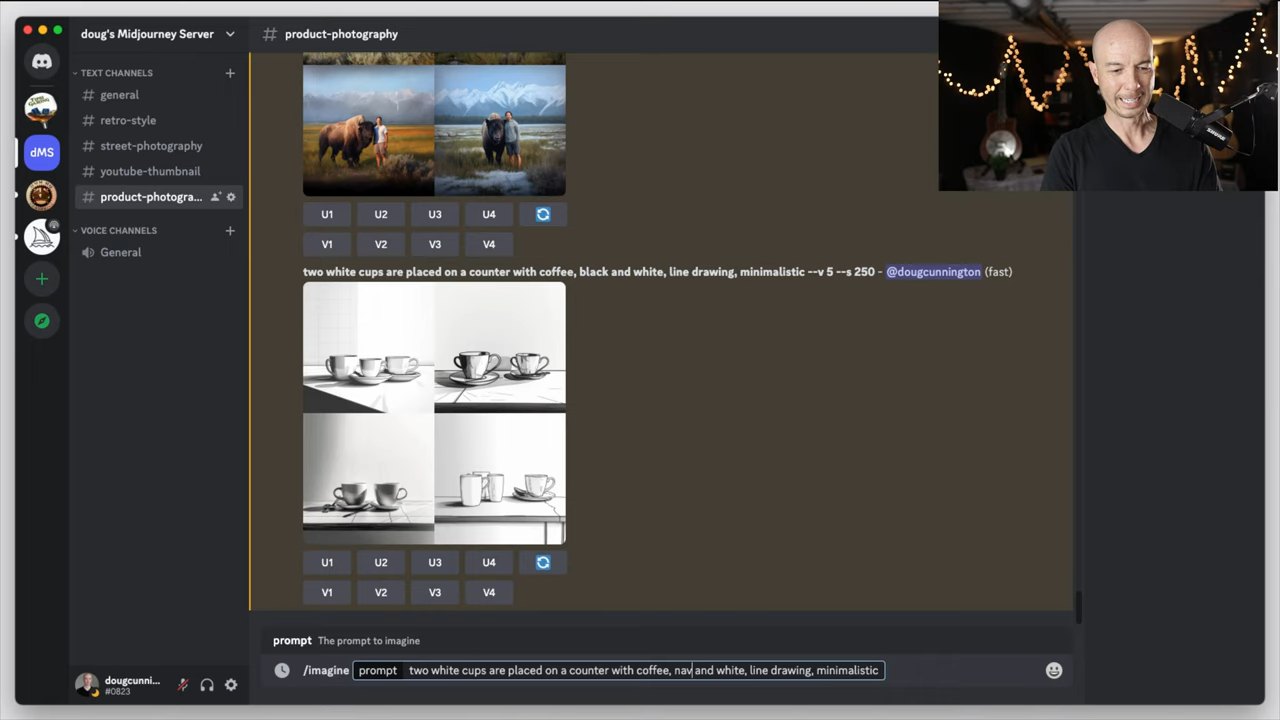 doug's Midjourney Server
# product-photography
TEXT CHANNELS
# general
# retro-style
# street-photography
# youtube-thumbnail
# product-photogra...
VOICE CHANNELS
General
dMS
U1 U2 U3 U4
V1 V2 V3 V4
two white cups are placed on a counter with coffee, black and white, line drawing, minimalistic --v 5 --s 250 - @dougcunnington (fast)
U1 U2 U3 U4
V1 V2 V3 V4
prompt The prompt to imagine
/imagine prompt two white cups are placed on a counter with coffee, nav and white, line drawing, minimalistic
dougcunni...
#0823
SHURE